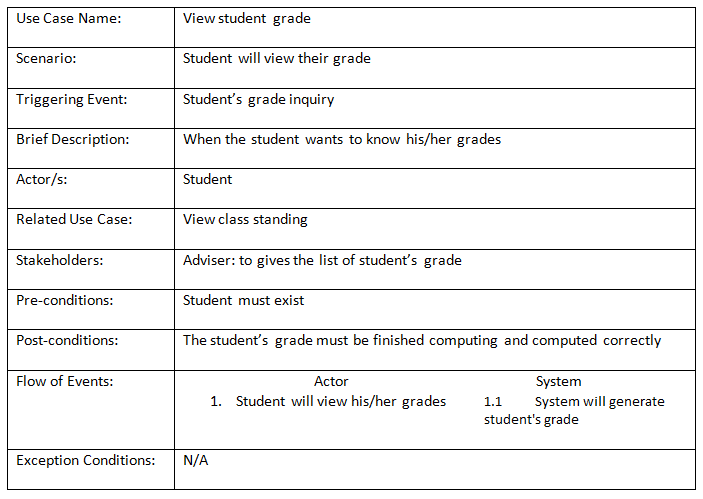 Use Case Name: View student grade
Scenario: Student will view their grade
Triggering Event: Student's grade inquiry
Brief Description: When the student wants to know his/her grades
Actor/s: Student
Related Use Case: View class standing
Stakeholders: Adviser: to gives the list of student's grade
Pre-conditions: Student must exist
Post-conditions: The student's grade must be finished computing and computed correctly
Flow of Events: Actor System
1. Student will view his/her grades 1.1 System will generate
student's grade
Exception Conditions: N/A